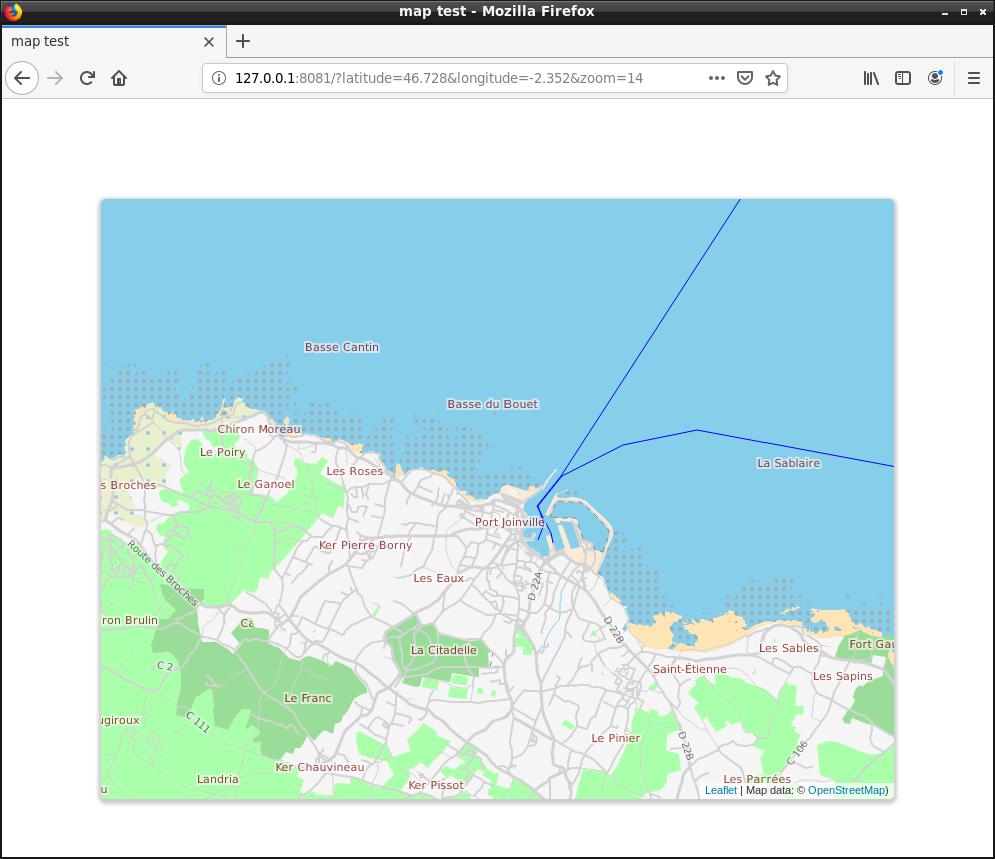 map test - Mozilla Firefox
map test
127.0.0.1:8081/?latitude=46.728&longitude=-2.352&zoom=14
Basse Cantin
Basse du Bouet
Chiron Moreau
Le Poiry
La Sablaire
Les Roses
s Broches
Le Ganoel
Port Joinville
Ker Pierre Borny
Route des Broches
Les Eaux
D 22A
ron Brulin
Ca
D 22B
Fort Gau
La Citadelle
Les Sables
C 2
Saint-Étienne
Les Sapins
Le Franc
ugiroux
C 111
Le Pinier
D 22B
C 106
Ker Chauvineau
Landria
Les Parrées
Ker Pissot
u
Leaflet | Map data: © OpenStreetMap)